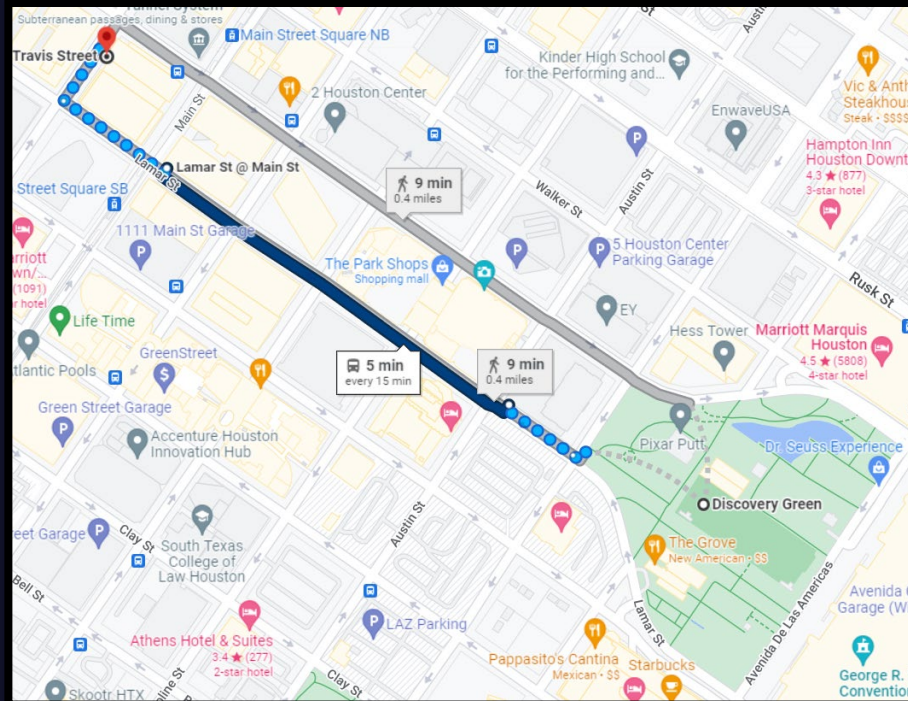 Subterranean passages, dining & stores
Travis Street
Main Street Square NB
Main St
2 Houston Center
Kinder High School
for the Performing and...
Vic & Anth
Steakhous
Steak · $$$$
EnwaveUSA
Hampton Inn
Houston Downt
4.3 ★ (877)
3-star hotel
Lamar St @ Main St
Lamar St
Street Square SB
9 min
0.4 miles
Walker St
Austin St
1111 Main St Garage
arriott
wn/...
(1091)
r hotel
The Park Shops
Shopping mall
5 Houston Center
Parking Garage
Rusk St
Life Time
EY
Hess Tower
Marriott Marquis
Houston
4.5 ★ (5808)
4-star hotel
tlantic Pools
GreenStreet
5 min
every 15 min
9 min
0.4 miles
Green Street Garage
Pixar Putt
Dr. Seuss Experience
Accenture Houston
Innovation Hub
Discovery Green
Austin St
reet Garage
Clay St
South Texas
College of
Law Houston
The Grove
New American · $$
Bell St
Lamar St
Avenida De Las Americas
Avenida
Garage (W
LAZ Parking
Athens Hotel & Suites
3.4 ★ (277)
2-star hotel
Pappasito's Cantina
Mexican · $$
Starbucks
George R.
Conventio
Clay St
oline St
Skootr HTX